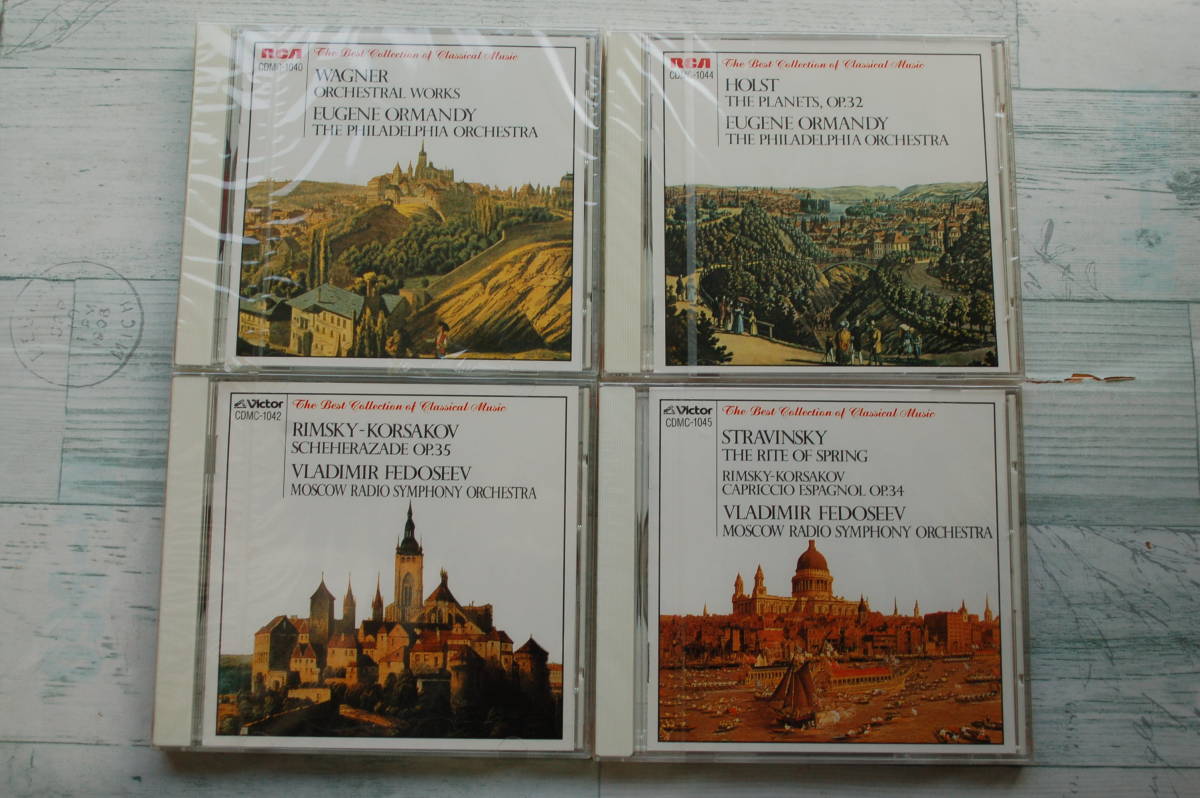 RCA
CDMC-1040
The Best Collection of Classical Music
WAGNER
ORCHESTRAL WORKS
EUGENE ORMANDY
THE PHILADELPHIA ORCHESTRA
RCA
CDMC-1044
The Best Collection of Classical Music
HOLST
THE PLANETS, OP.32
EUGENE ORMANDY
THE PHILADELPHIA ORCHESTRA
Victor
CDMC-1042
The Best Collection of Classical Music
RIMSKY-KORSAKOV
SCHEHERAZADE OP.35
VLADIMIR FEDOSEEV
MOSCOW RADIO SYMPHONY ORCHESTRA
Victor
CDMC-1045
The Best Collection of Classical Music
STRAVINSKY
THE RITE OF SPRING
RIMSKY-KORSAKOV
CAPRICCIO ESPAGNOL OP.34
VLADIMIR FEDOSEEV
MOSCOW RADIO SYMPHONY ORCHESTRA